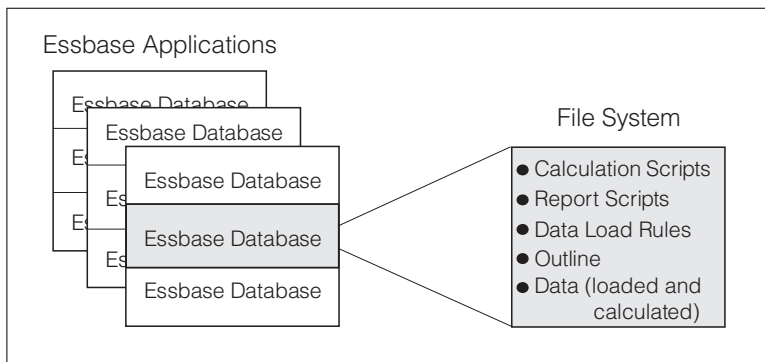 Essbase Applications
Essbase Database
Essbase Database
Essbase Database
Essbase Database
Essbase Database
File System
● Calculation Scripts
● Report Scripts
● Data Load Rules
● Outline
● Data (loaded and
calculated)